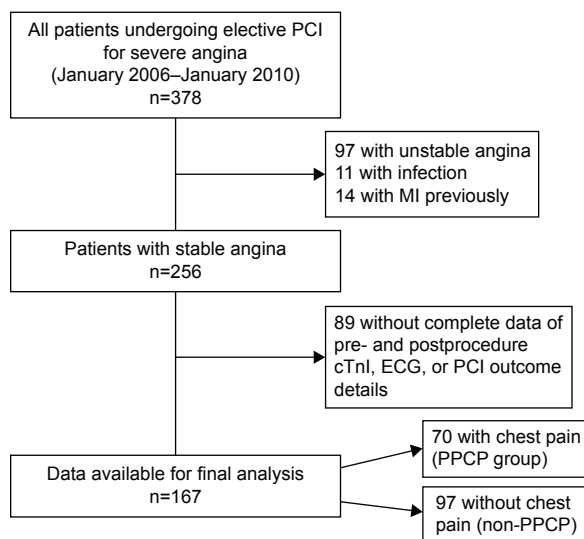 All patients undergoing elective PCI
for severe angina
(January 2006–January 2010)
n=378
97 with unstable angina
11 with infection
14 with MI previously
Patients with stable angina
n=256
89 without complete data of
pre- and postprocedure
cTnI, ECG, or PCI outcome
details
70 with chest pain
(PPCP group)
Data available for final analysis
n=167
97 without chest
pain (non-PPCP)